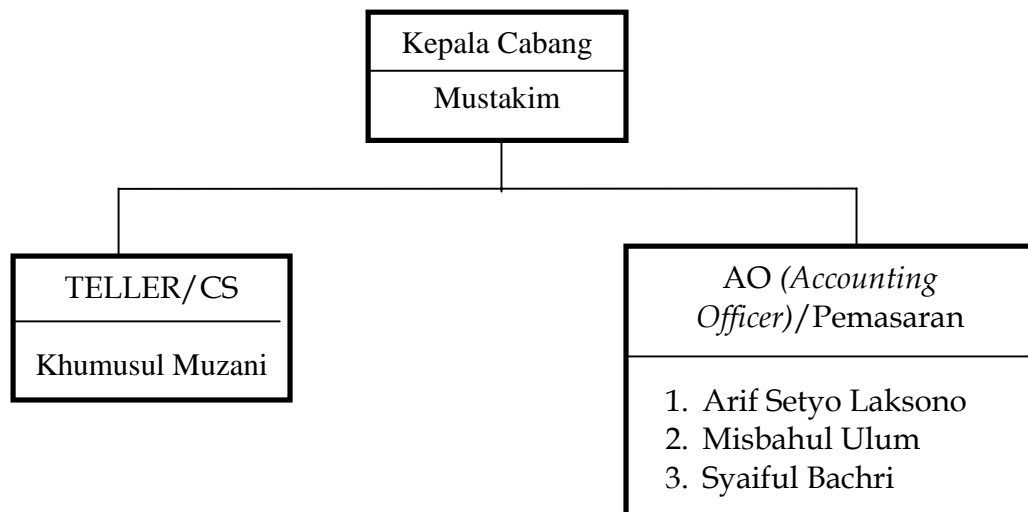 Kepala Cabang
Mustakim
TELLER/CS
Khumusul Muzani
AO (Accounting
Officer)/Pemasaran
1. Arif Setyo Laksono
2. Misbahul Ulum
3. Syaiful Bachri